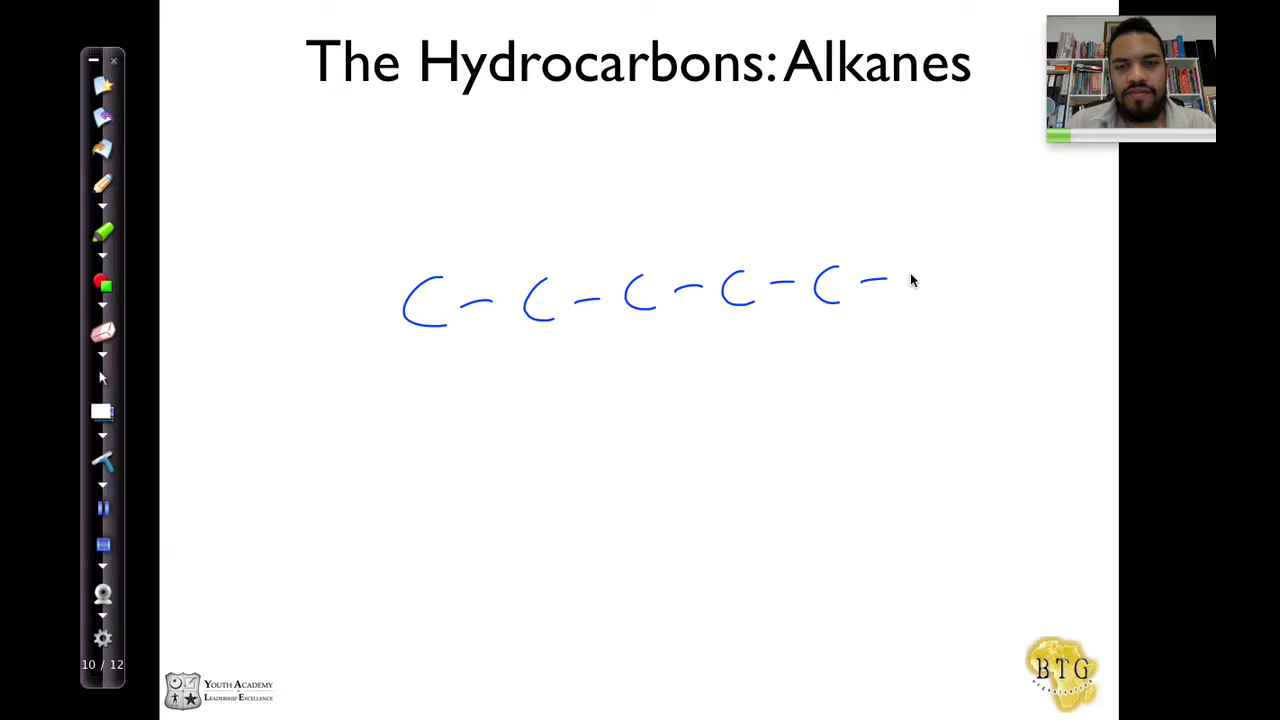 The Hydrocarbons: Alkanes
C - C - C - C - C -
10 / 12
YOUTH ACADEMY
LEADERSHIP EXCELLENCE
BTG